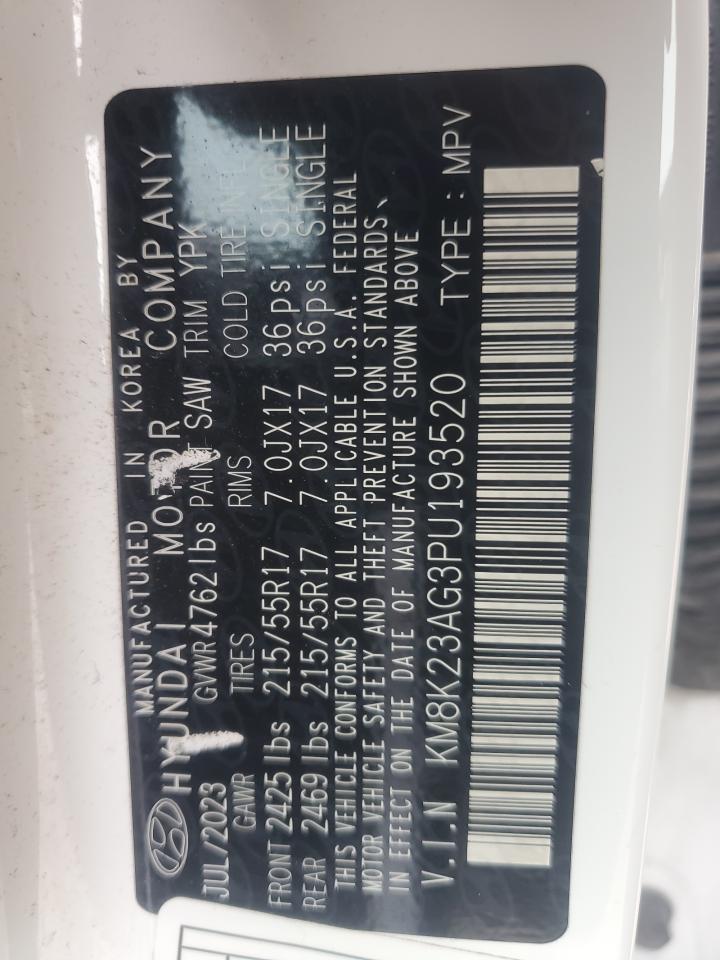 MANUFACTURED IN KOREA BY
HYUNDAI MOTOR COMPANY
JUL/2023 GVWR 4762 lbs PAINT SAW TRIM YPK
GAWR TIRES RIMS COLD TIRE INFL
FRONT 2425 lbs 215/55R17 7.0JX17 36psi SINGLE
REAR 2469 lbs 215/55R17 7.0JX17 36psi SINGLE
THIS VEHICLE CONFORMS TO ALL APPLICABLE U.S.A. FEDERAL
MOTOR VEHICLE SAFETY AND THEFT PREVENTION STANDARDS,
IN EFFECT ON THE DATE OF MANUFACTURE SHOWN ABOVE
V.I.N KM8K23AG3PU193520 TYPE : MPV